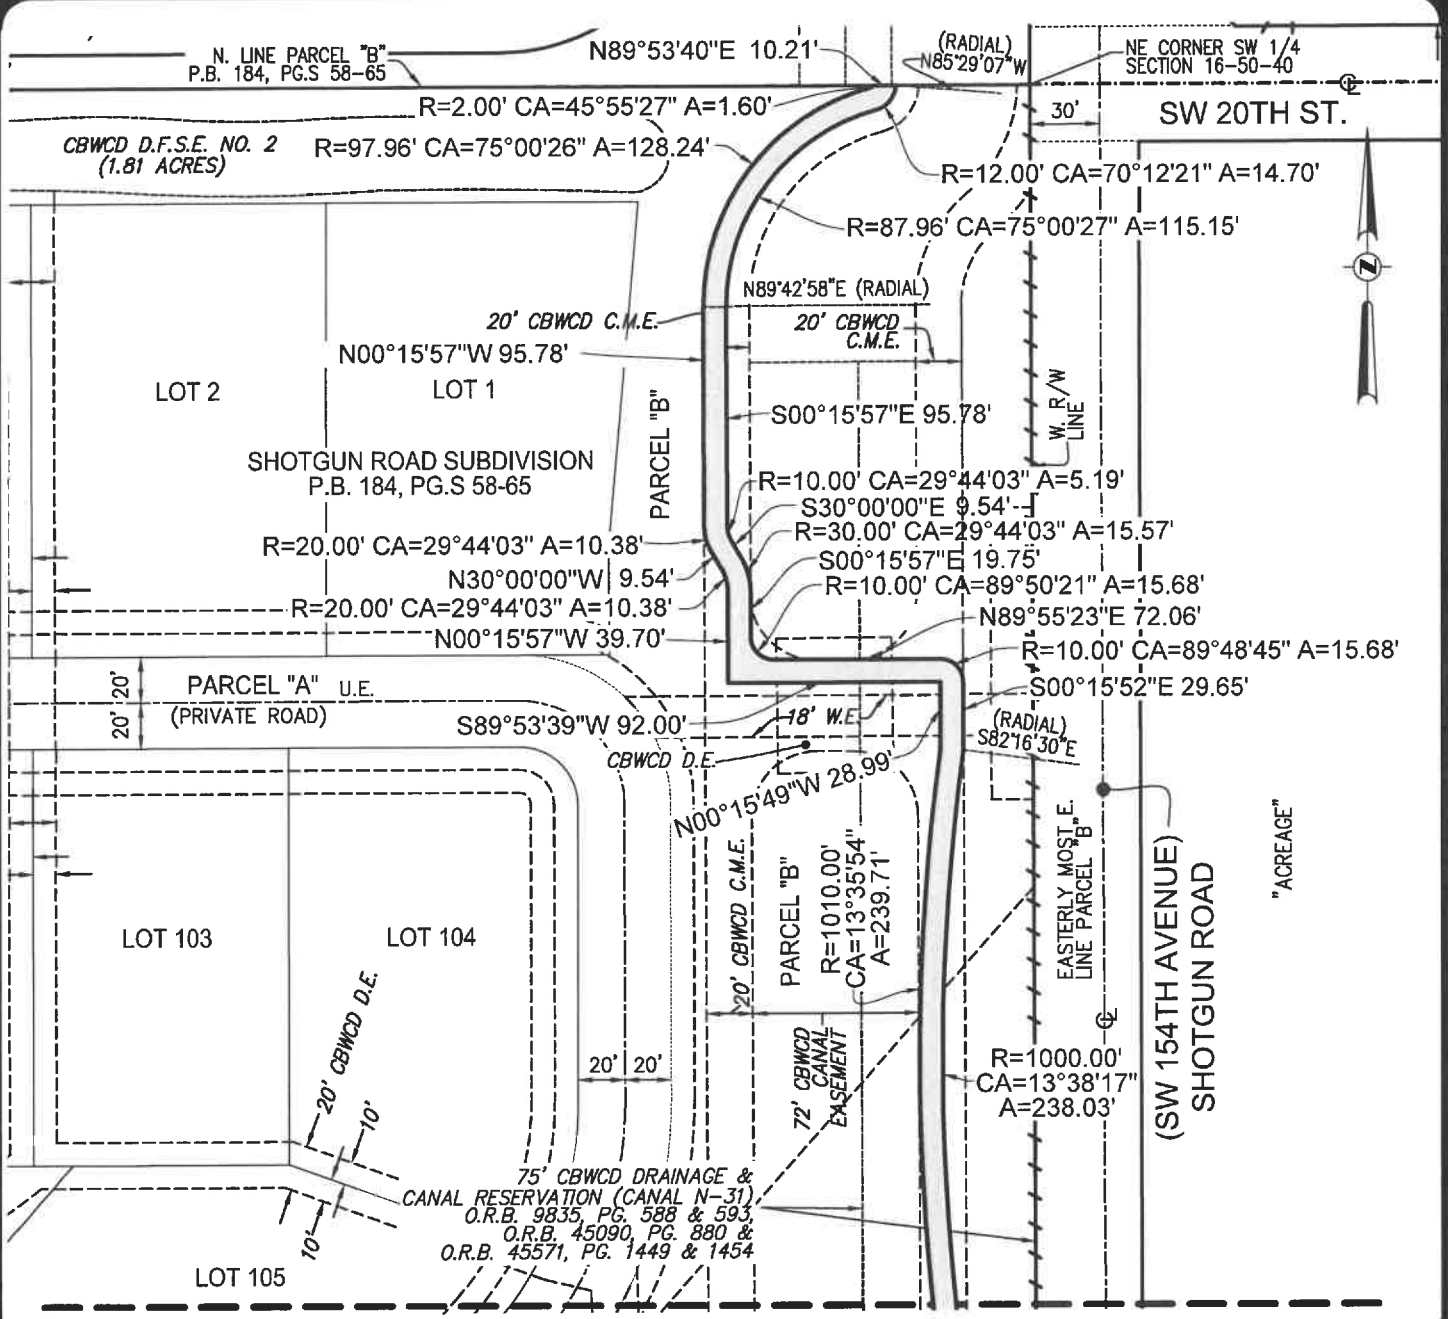 N. LINE PARCEL "B"
P.B. 184, PG.S 58-65
N89°53'40"E 10.21'
(RADIAL)
N85°29'07"W
NE CORNER SW 1/4
SECTION 16-50-40
R=2.00' CA=45°55'27" A=1.60'
30'
SW 20TH ST.
CBWCD D.F.S.E. NO. 2
(1.81 ACRES)
R=97.96' CA=75°00'26" A=128.24'
R=12.00' CA=70°12'21" A=14.70'
R=87.96' CA=75°00'27" A=115.15'
N
N89°42'58"E (RADIAL)
20' CBWCD C.M.E.
20' CBWCD
C.M.E.
N00°15'57"W 95.78'
LOT 2
LOT 1
PARCEL "B"
S00°15'57"E 95.78'
W. R/W
LINE
SHOTGUN ROAD SUBDIVISION
P.B. 184, PG.S 58-65
R=10.00' CA=29°44'03" A=5.19'
S30°00'00"E 9.54'
R=30.00' CA=29°44'03" A=15.57'
R=20.00' CA=29°44'03" A=10.38'
S00°15'57"E 19.75'
N30°00'00"W 9.54'
R=10.00' CA=89°50'21" A=15.68'
R=20.00' CA=29°44'03" A=10.38'
N89°55'23"E 72.06'
N00°15'57"W 39.70'
R=10.00' CA=89°48'45" A=15.68'
20'
20'
PARCEL "A" U.E.
(PRIVATE ROAD)
S00°15'52"E 29.65'
S89°53'39"W 92.00'
18' W.E.
(RADIAL)
S82°16'30"E
CBWCD D.E.
N00°15'49"W 28.99'
20' CBWCD C.M.E.
PARCEL "B"
R=1010.00'
CA=13°35'54"
A=239.71'
EASTERLY MOST E.
LINE PARCEL "B"
(SW 154TH AVENUE)
SHOTGUN ROAD
"ACREAGE"
LOT 103
LOT 104
20' CBWCD D.E.
10'
10'
20'
20'
72' CBWCD
CANAL
EASEMENT
R=1000.00'
CA=13°38'17"
A=238.03'
75' CBWCD DRAINAGE &
CANAL RESERVATION (CANAL N-31)
O.R.B. 9835, PG. 588 & 593,
O.R.B. 45090, PG. 880 &
O.R.B. 45571, PG. 1449 & 1454
LOT 105